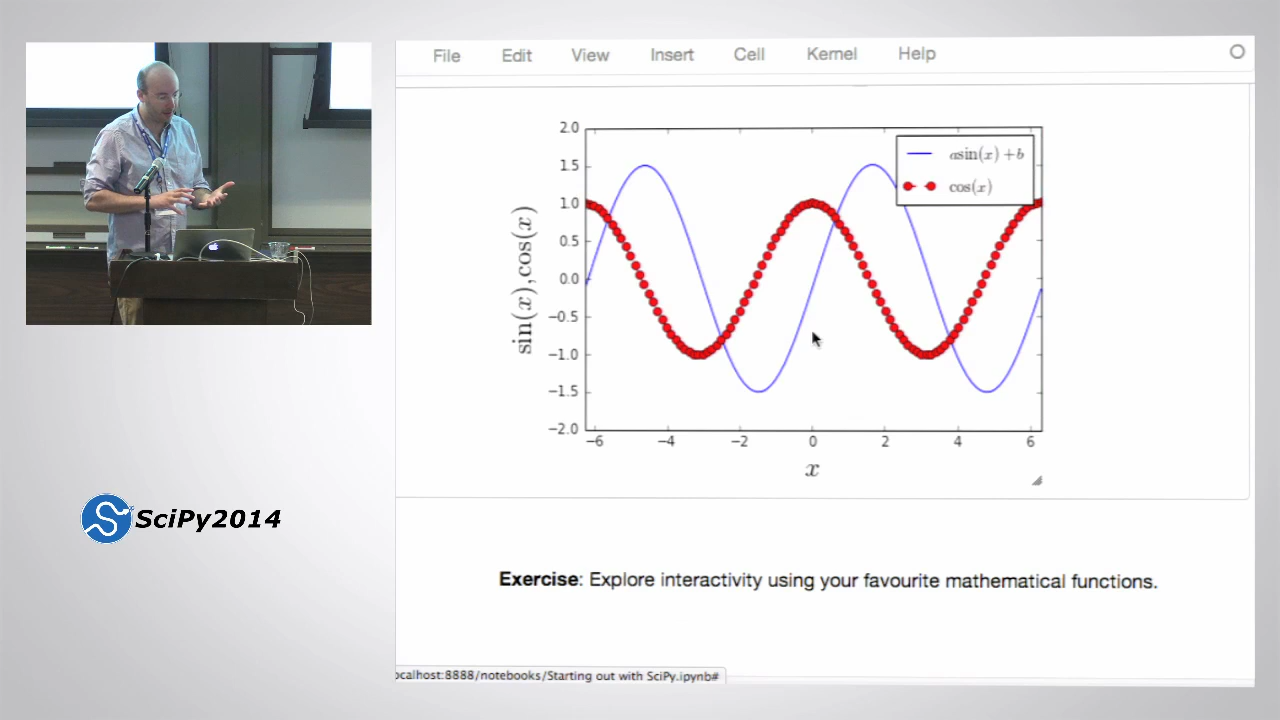 File Edit View Insert Cell Kernel Help
2.0
1.5
1.0
0.5
0.0
−0.5
−1.0
−1.5
−2.0
sin(x),cos(x)
asin(x)+b
cos(x)
−6 −4 −2 0 2 4 6
x
SciPy2014
Exercise: Explore interactivity using your favourite mathematical functions.
ocalhost:8888/notebooks/Starting out with SciPy.ipynb#